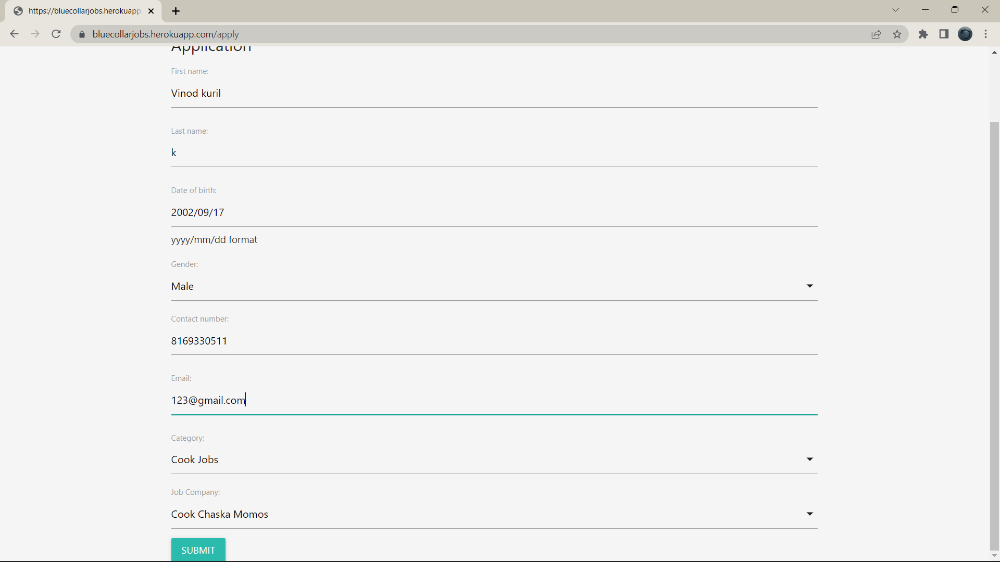 https://bluecollarjobs.herokuapp
bluecollarjobs.herokuapp.com/apply
Application
First name:
Vinod kuril
Last name:
k
Date of birth:
2002/09/17
yyyy/mm/dd format
Gender:
Male
Contact number:
8169330511
Email:
123@gmail.com
Category:
Cook Jobs
Job Company:
Cook Chaska Momos
SUBMIT